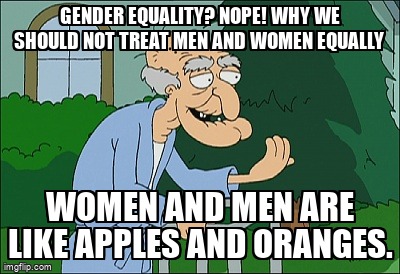 GENDER EQUALITY? NOPE! WHY WE
SHOULD NOT TREAT MEN AND WOMEN EQUALLY
WOMEN AND MEN ARE
LIKE APPLES AND ORANGES.
imgflip.com